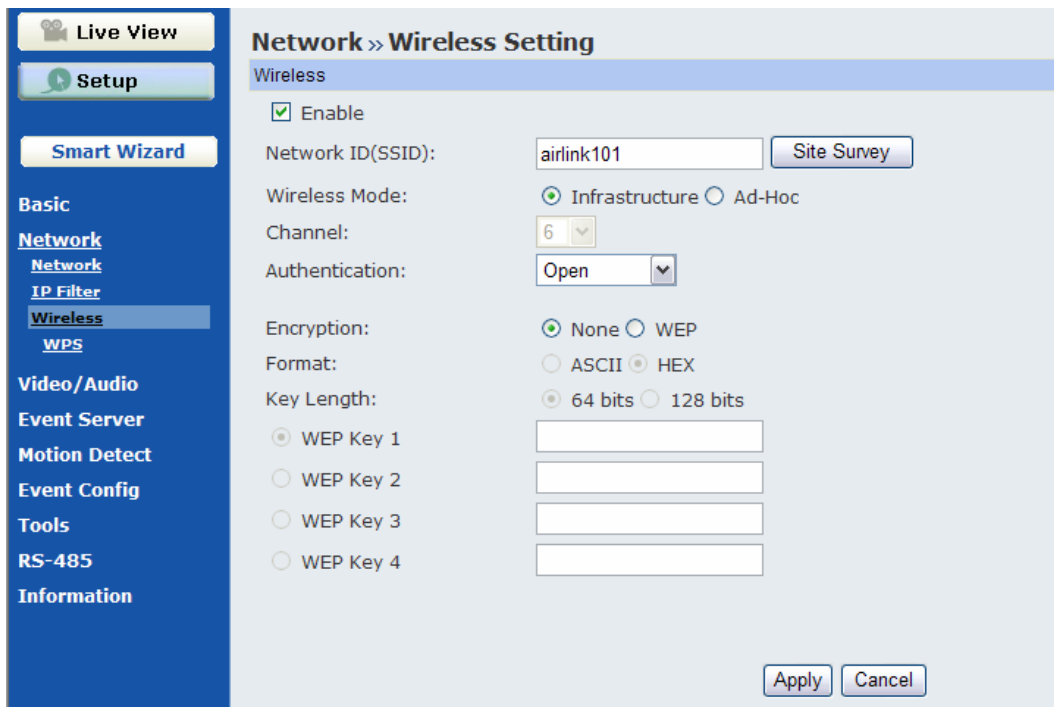 Live View
Setup
Smart Wizard
Basic
Network
Network
IP Filter
Wireless
WPS
Video/Audio
Event Server
Motion Detect
Event Config
Tools
RS-485
Information
Network » Wireless Setting
Wireless
Enable
Network ID(SSID): airlink101 Site Survey
Wireless Mode: Infrastructure Ad-Hoc
Channel: 6
Authentication: Open
Encryption: None WEP
Format: ASCII HEX
Key Length: 64 bits 128 bits
WEP Key 1
WEP Key 2
WEP Key 3
WEP Key 4
Apply Cancel